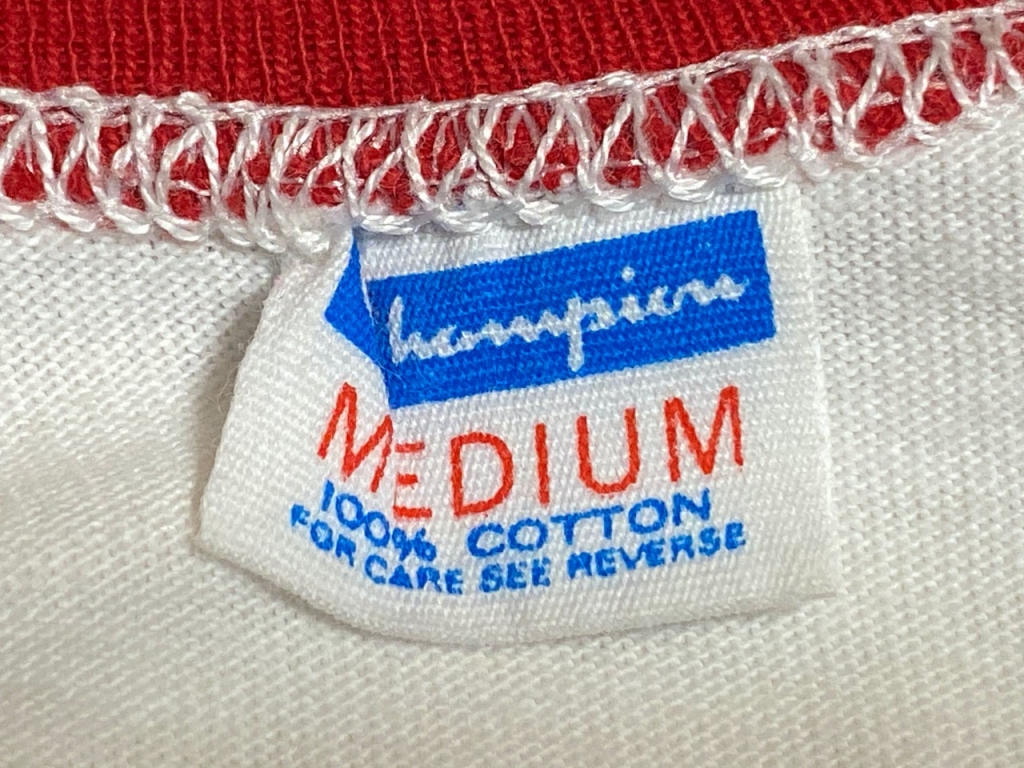 Champion
MEDIUM
100% COTTON
FOR CARE SEE REVERSE